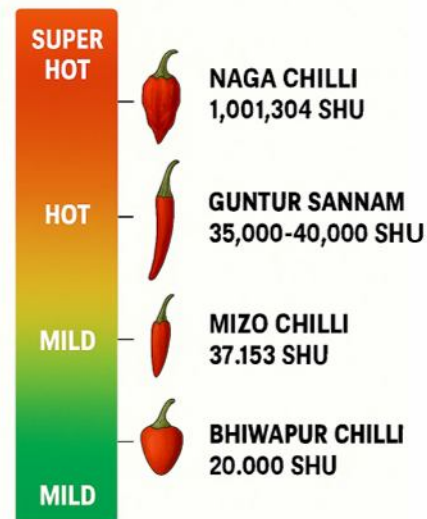 SUPER
HOT
NAGA CHILLI
1,001,304 SHU
HOT
GUNTUR SANNAM
35,000-40,000 SHU
MILD
MIZO CHILLI
37.153 SHU
BHIWAPUR CHILLI
20.000 SHU
MILD